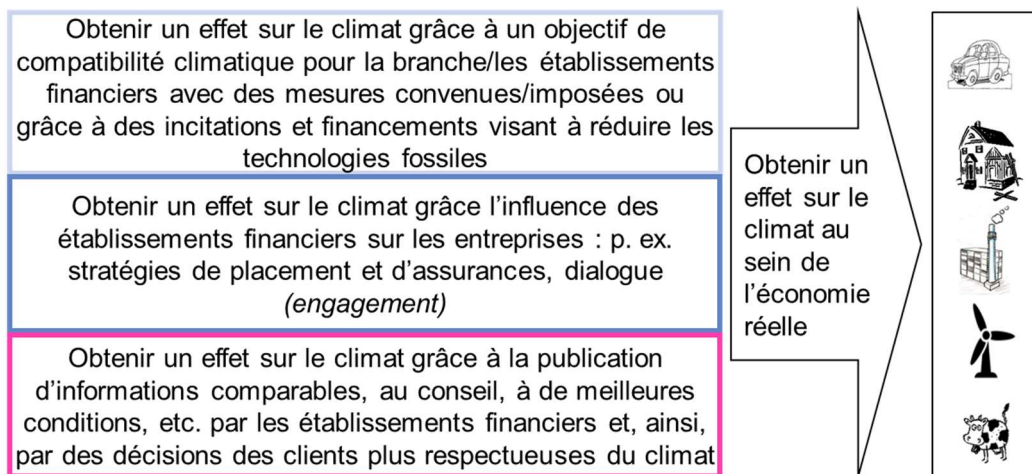 Obtenir un effet sur le climat grâce à un objectif de
compatibilité climatique pour la branche/les établissements
financiers avec des mesures convenues/imposées ou
grâce à des incitations et financements visant à réduire les
technologies fossiles
Obtenir un effet sur le climat grâce l’influence des
établissements financiers sur les entreprises : p. ex.
stratégies de placement et d’assurances, dialogue
(engagement)
Obtenir un effet sur le climat grâce à la publication
d’informations comparables, au conseil, à de meilleures
conditions, etc. par les établissements financiers et, ainsi,
par des décisions des clients plus respectueuses du climat
Obtenir un
effet sur le
climat au
sein de
l’économie
réelle